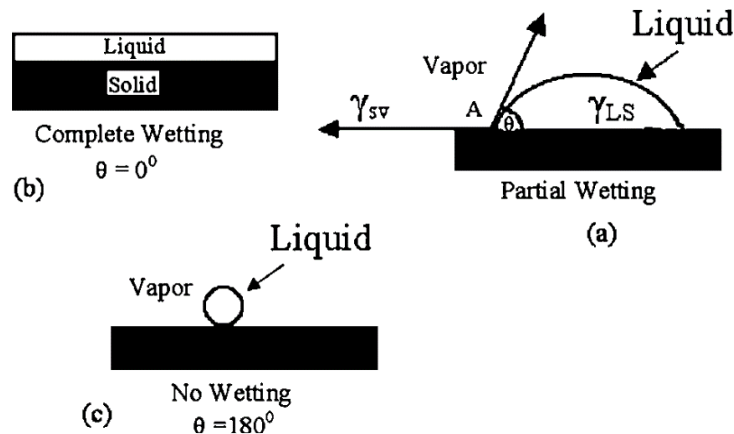 Liquid
Solid
Complete Wetting
θ = 0⁰
(b)
Liquid
Vapor
γsv
A
θ
γLS
Partial Wetting
(a)
Liquid
Vapor
No Wetting
θ =180⁰
(c)